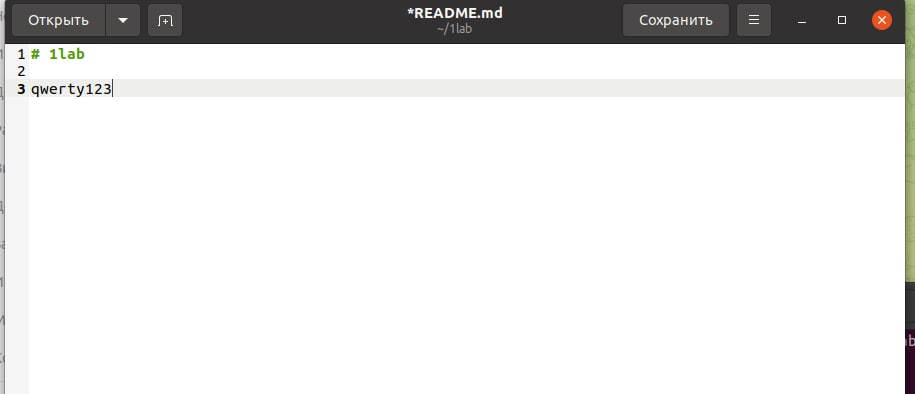 Открыть
*README.md
~/1lab
Сохранить
1 # 1lab
2
3 qwerty123